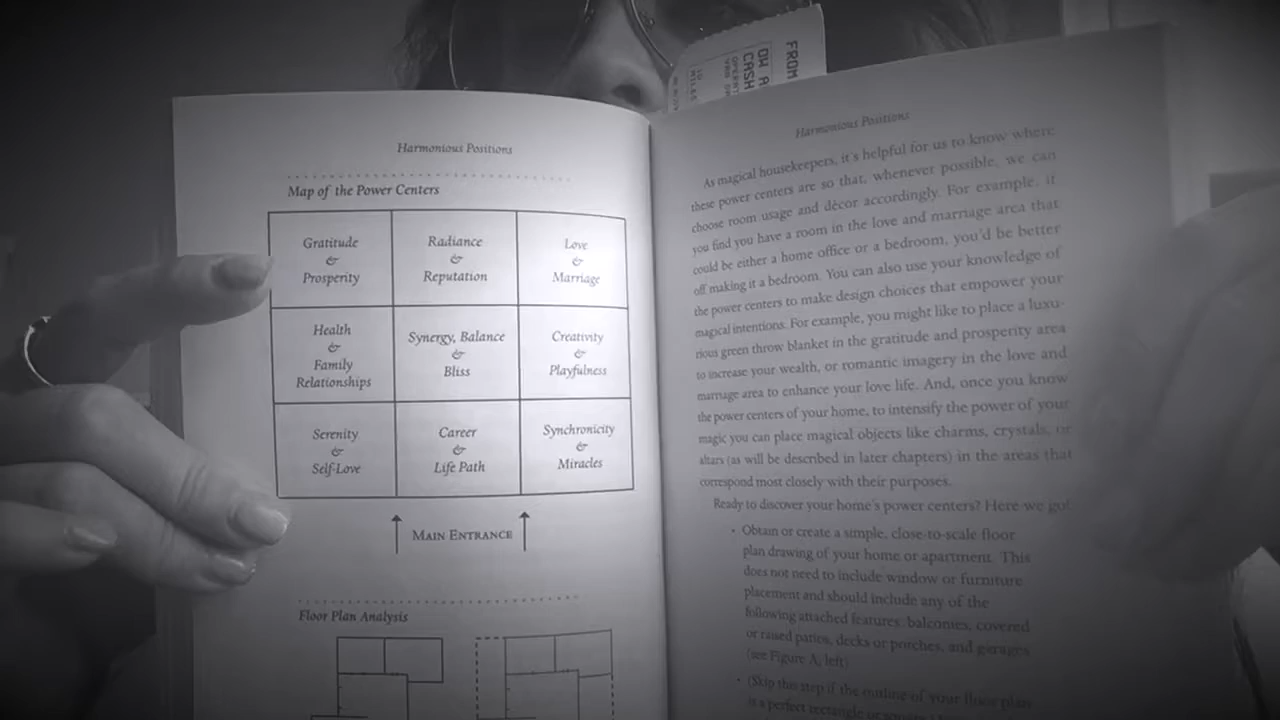 FROM
OW A
CASH
Harmonious Positions
Map of the Power Centers
Gratitude
&
Prosperity
Radiance
&
Reputation
Love
&
Marriage
Health
&
Family
Relationships
Synergy, Balance
&
Bliss
Creativity
&
Playfulness
Serenity
&
Self-Love
Career
&
Life Path
Synchronicity
&
Miracles
MAIN ENTRANCE
Floor Plan Analysis
Harmonious Positions
As magical housekeepers, it's helpful for us to know where
these power centers are so that, whenever possible, we can
choose room usage and décor accordingly. For example, if
you find you have a room in the love and marriage area that
could be either a home office or a bedroom, you'd be better
off making it a bedroom. You can also use your knowledge of
the power centers to make design choices that empower your
magical intentions. For example, you might like to place a luxu-
rious green throw blanket in the gratitude and prosperity area
to increase your wealth, or romantic imagery in the love and
marriage area to enhance your love life. And, once you know
the power centers of your home, to intensify the power of your
magic you can place magical objects like charms, crystals, or
altars (as will be described in later chapters) in the areas that
correspond most closely with their purposes.
Ready to discover your home's power centers? Here we go!
• Obtain or create a simple, close-to-scale floor
plan drawing of your home or apartment. This
does not need to include window or furniture
placement and should include any of the
following attached features: balconies, covered
or raised patios, decks or porches, and garages
(see Figure A, left)
• (Skip this step if the outline of your floor plan
is a perfect rectangle or square